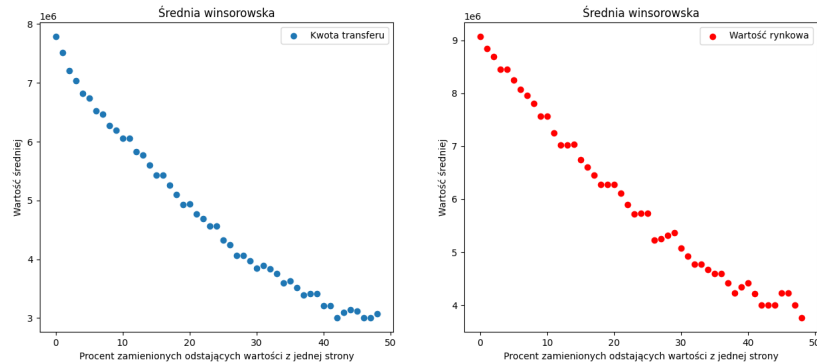 Średnia winsorowska
8 1e6
7
6
5
4
3
Wartość średniej
Kwota transferu
0 10 20 30 40 50
Procent zamienionych odstających wartości z jednej strony
Średnia winsorowska
1e6
9
8
7
6
5
4
Wartość średniej
Wartość rynkowa
0 10 20 30 40 50
Procent zamienionych odstających wartości z jednej strony